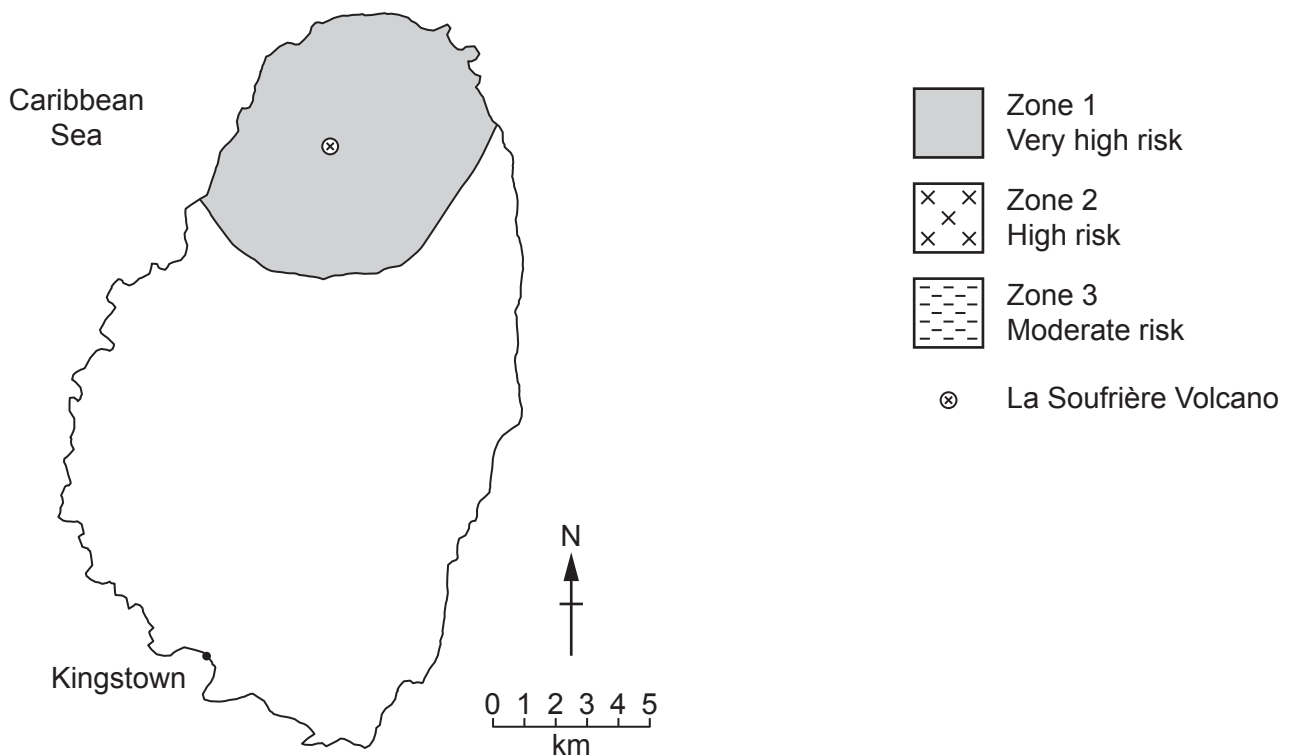 Caribbean
Sea
Zone 1
Very high risk
Zone 2
High risk
Zone 3
Moderate risk
La Soufrière Volcano
N
Kingstown
0 1 2 3 4 5
km